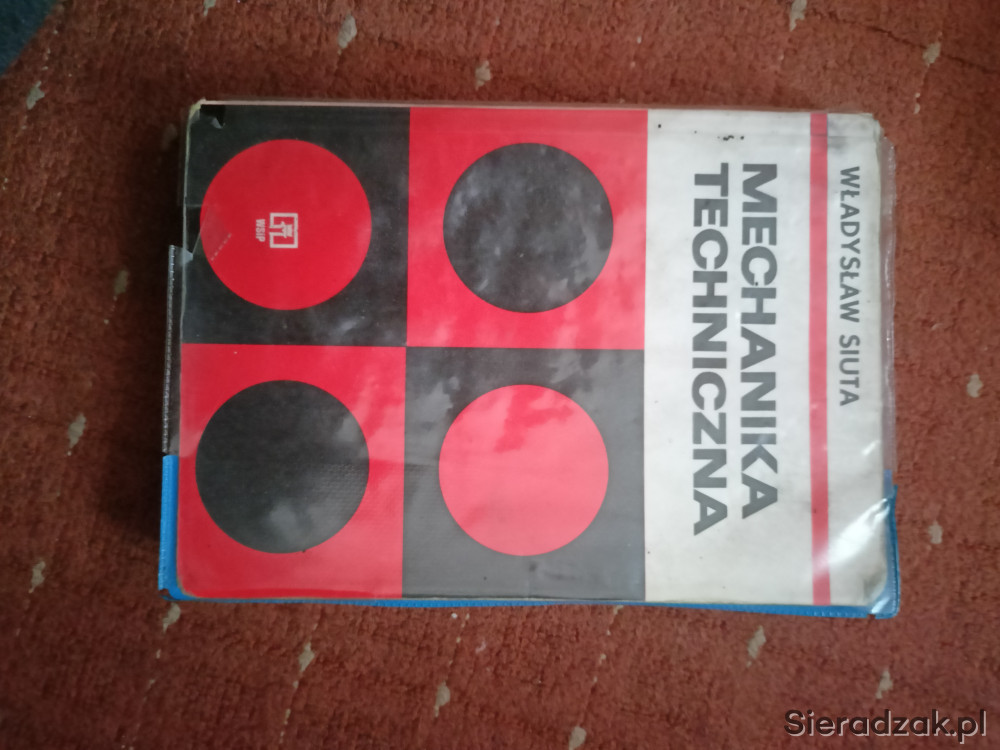 WŁADYSŁAW SIUTA
MECHANIKA
TECHNICZNA
WSiP
Sieradzak.pl